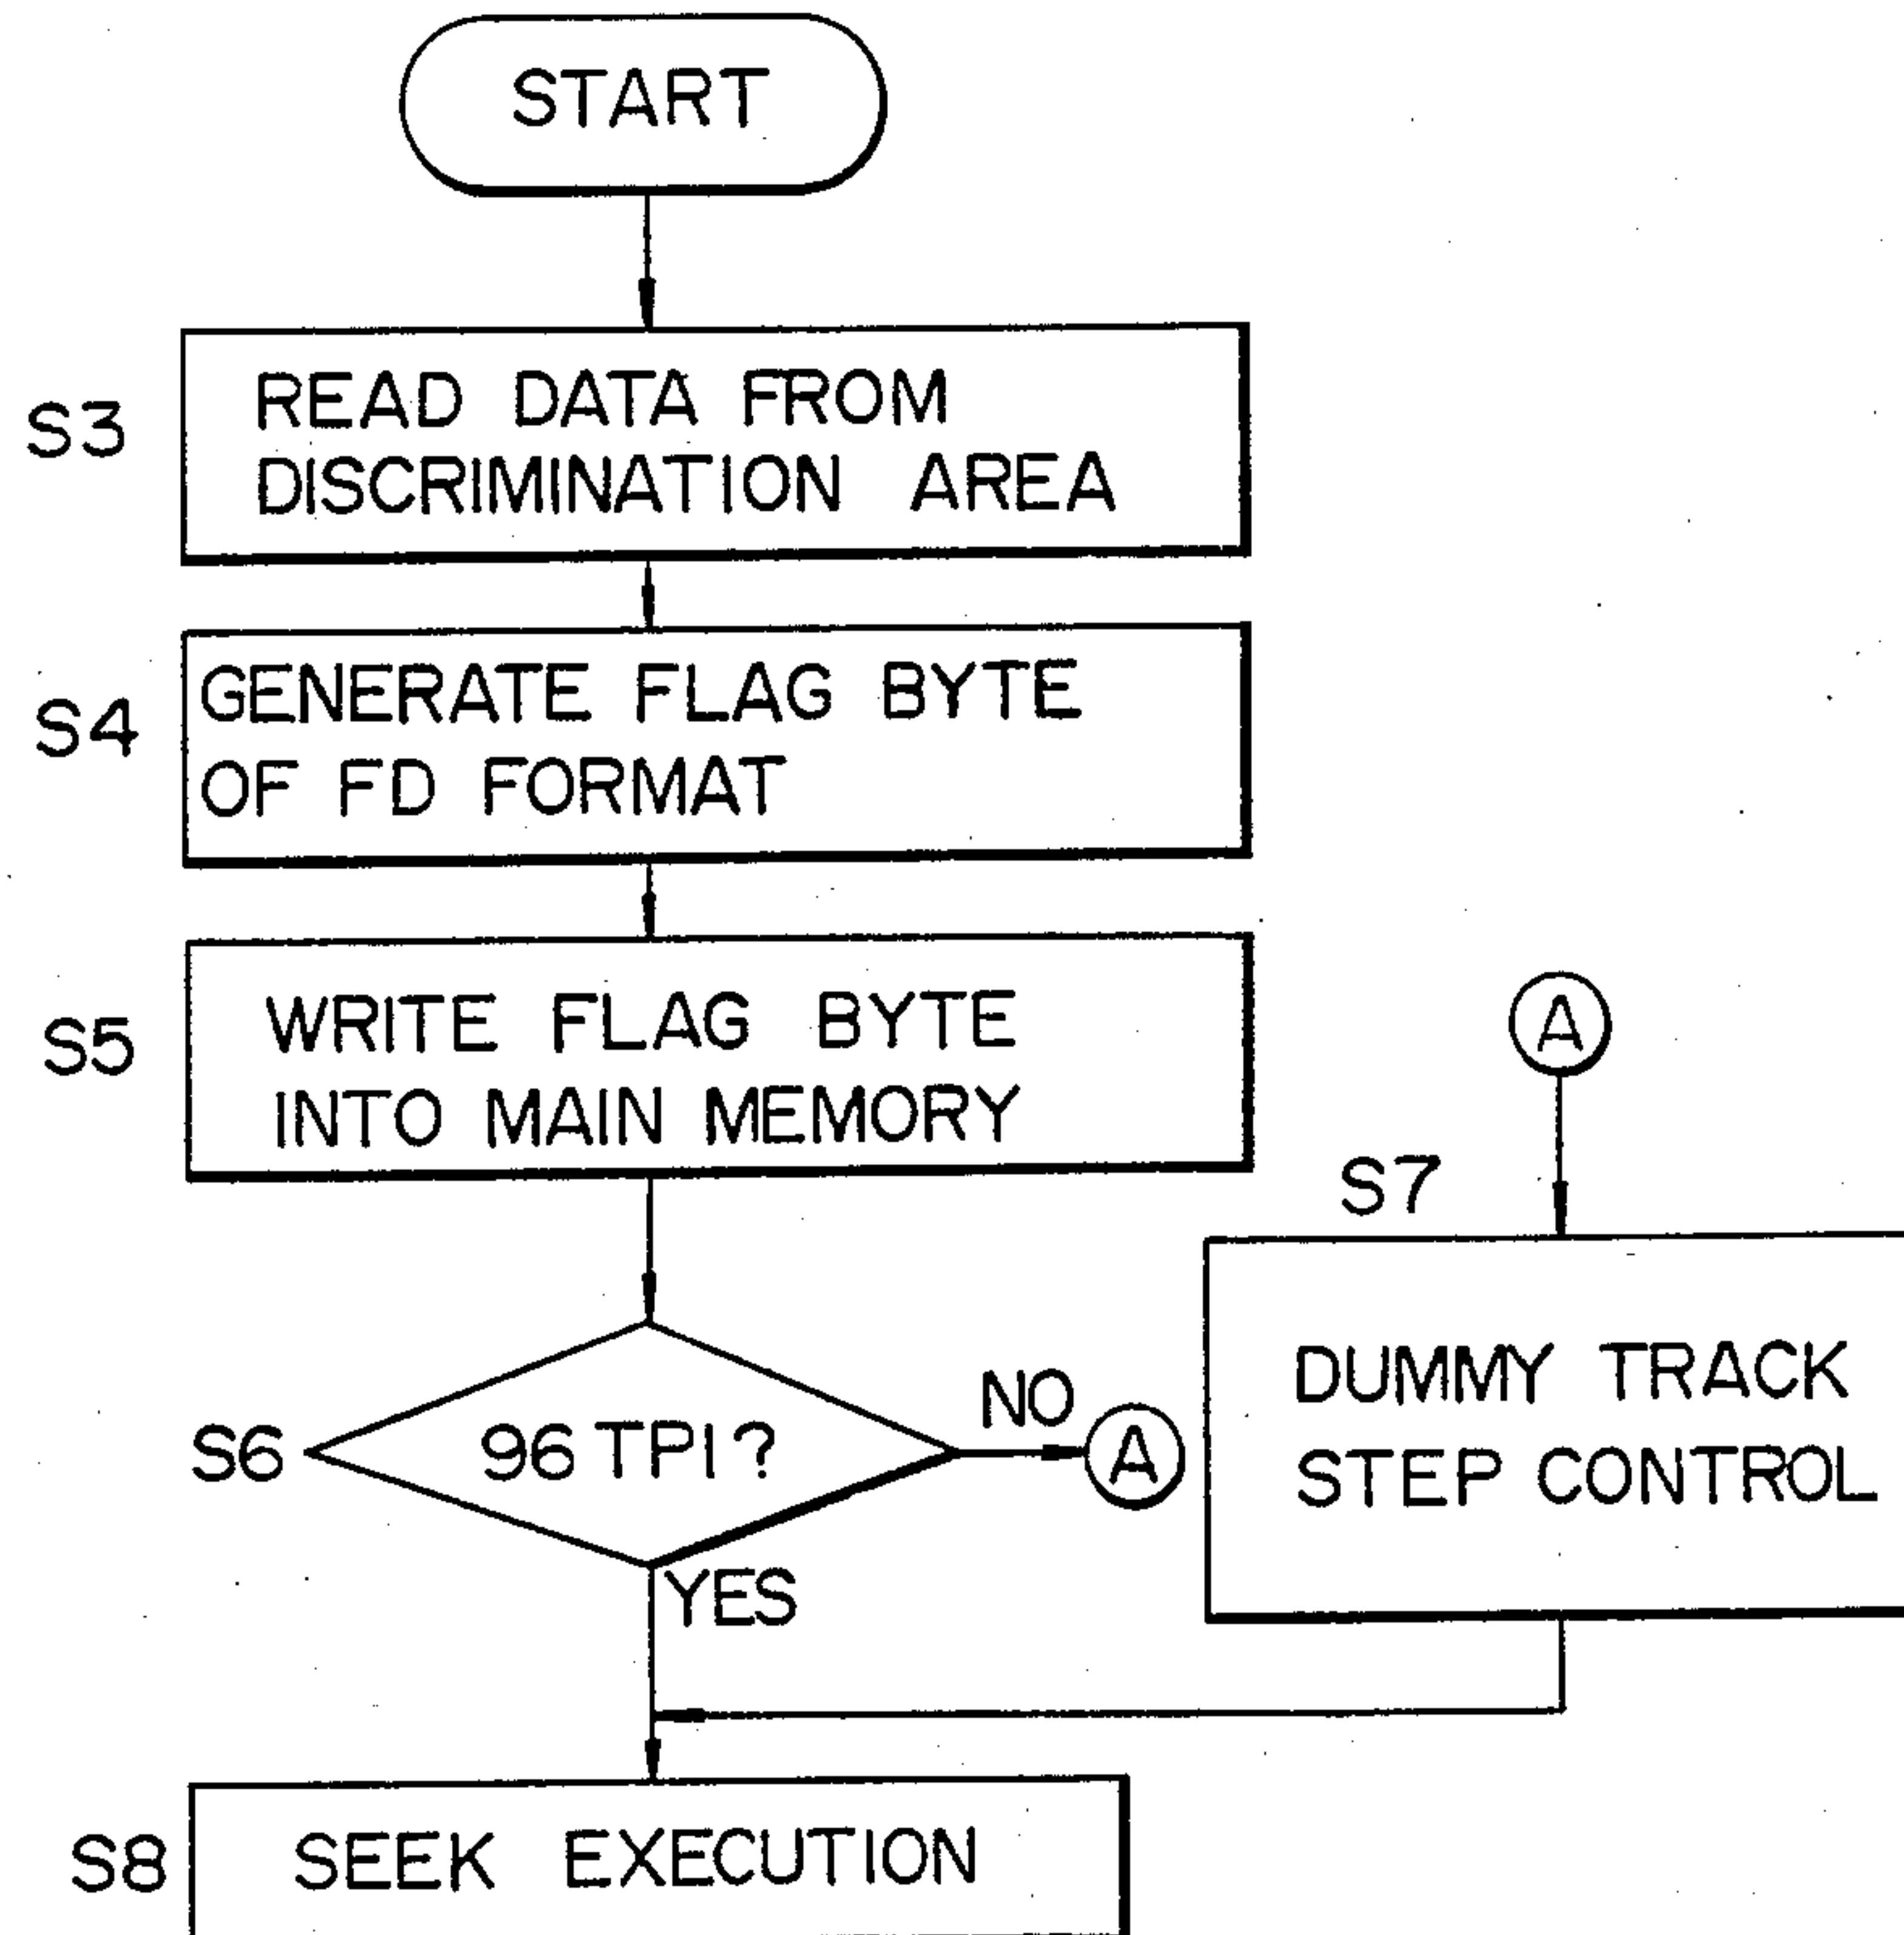 START
S3
READ DATA FROM
DISCRIMINATION AREA
S4
GENERATE FLAG BYTE
OF FD FORMAT
S5
WRITE FLAG BYTE
INTO MAIN MEMORY
A
S7
DUMMY TRACK
STEP CONTROL
S6
96 TPI?
NO
A
YES
S8
SEEK EXECUTION